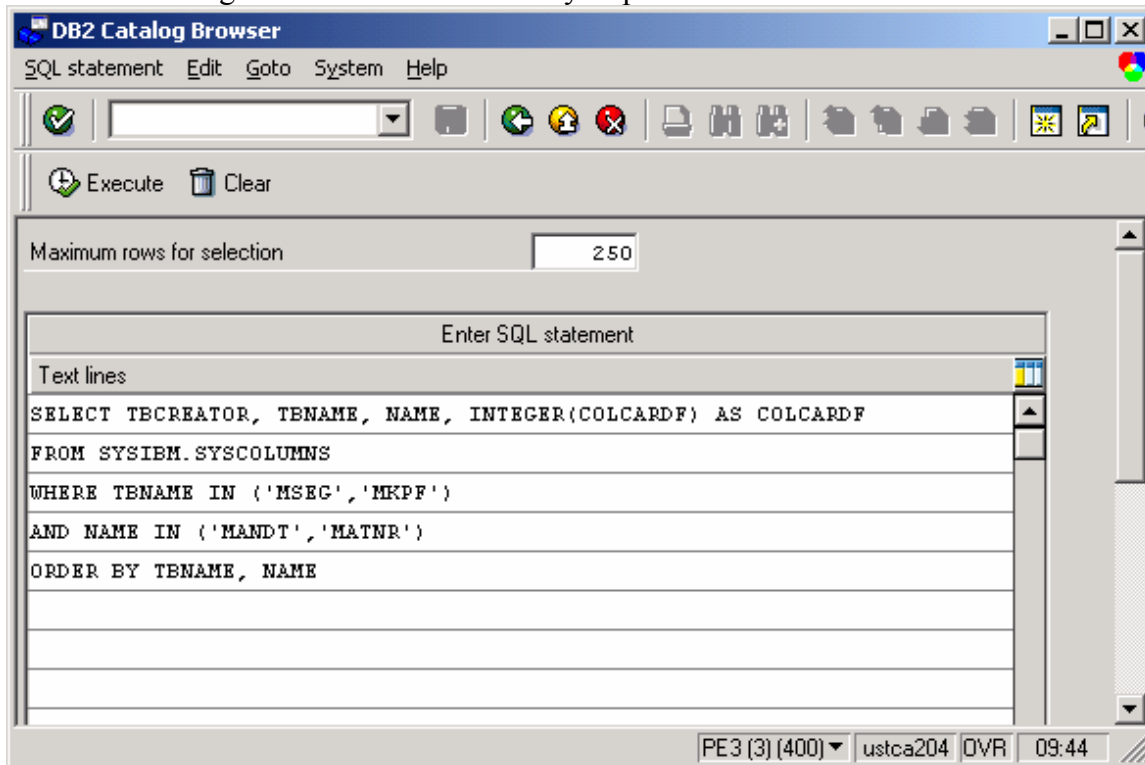 DB2 Catalog Browser
SQL statement Edit Goto System Help
Execute Clear
Maximum rows for selection 250
Enter SQL statement
Text lines
SELECT TBCREATOR, TBNAME, NAME, INTEGER(COLCARDF) AS COLCARDF
FROM SYSIBM.SYSCOLUMNS
WHERE TBNAME IN ('MSEG','MKPF')
AND NAME IN ('MANDT','MATNR')
ORDER BY TBNAME, NAME
PE3 (3) (400) ustca204 OVR 09:44